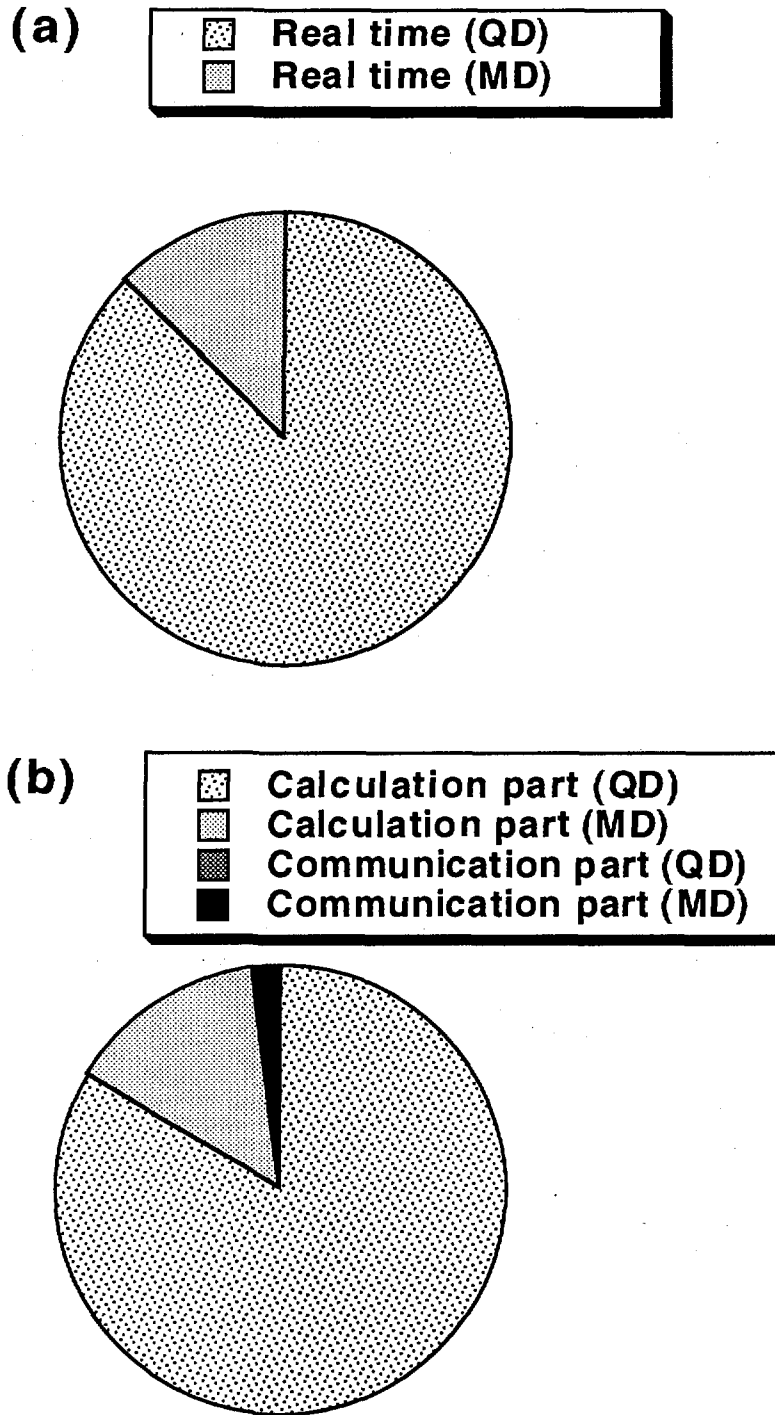 (a)
Real time (QD)
Real time (MD)
(b)
Calculation part (QD)
Calculation part (MD)
Communication part (QD)
Communication part (MD)